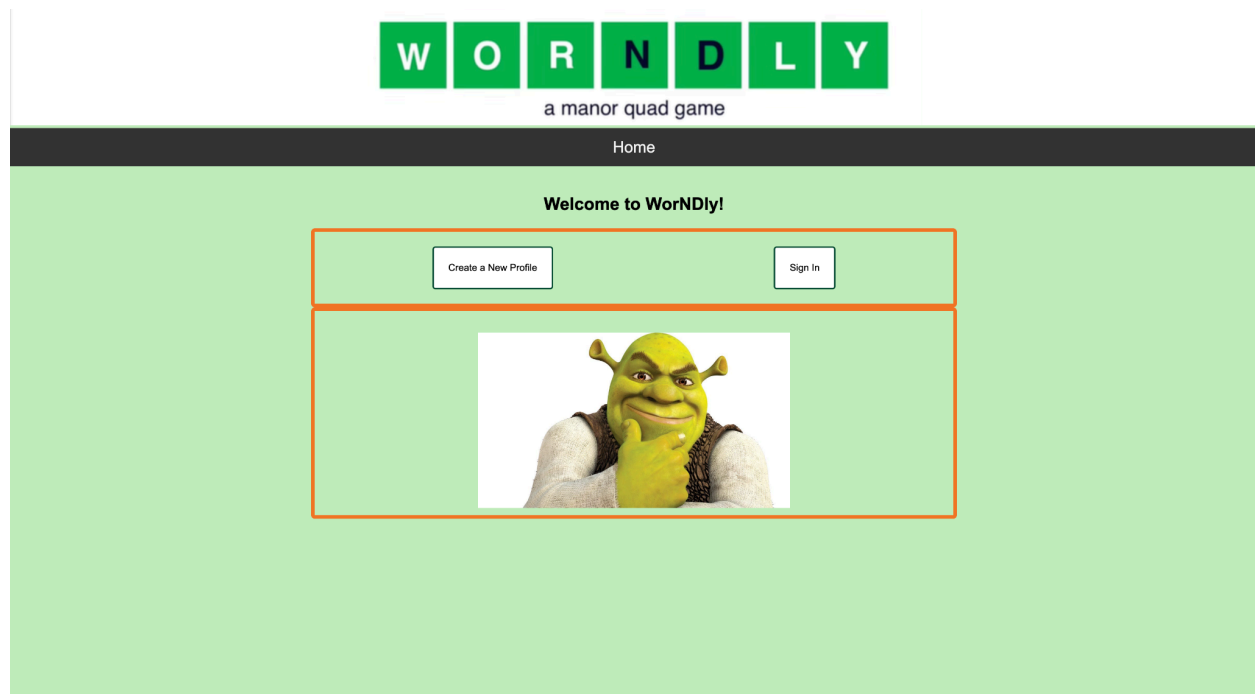 WORNDLY
a manor quad game
Home
Welcome to WorNDly!
Create a New Profile
Sign In